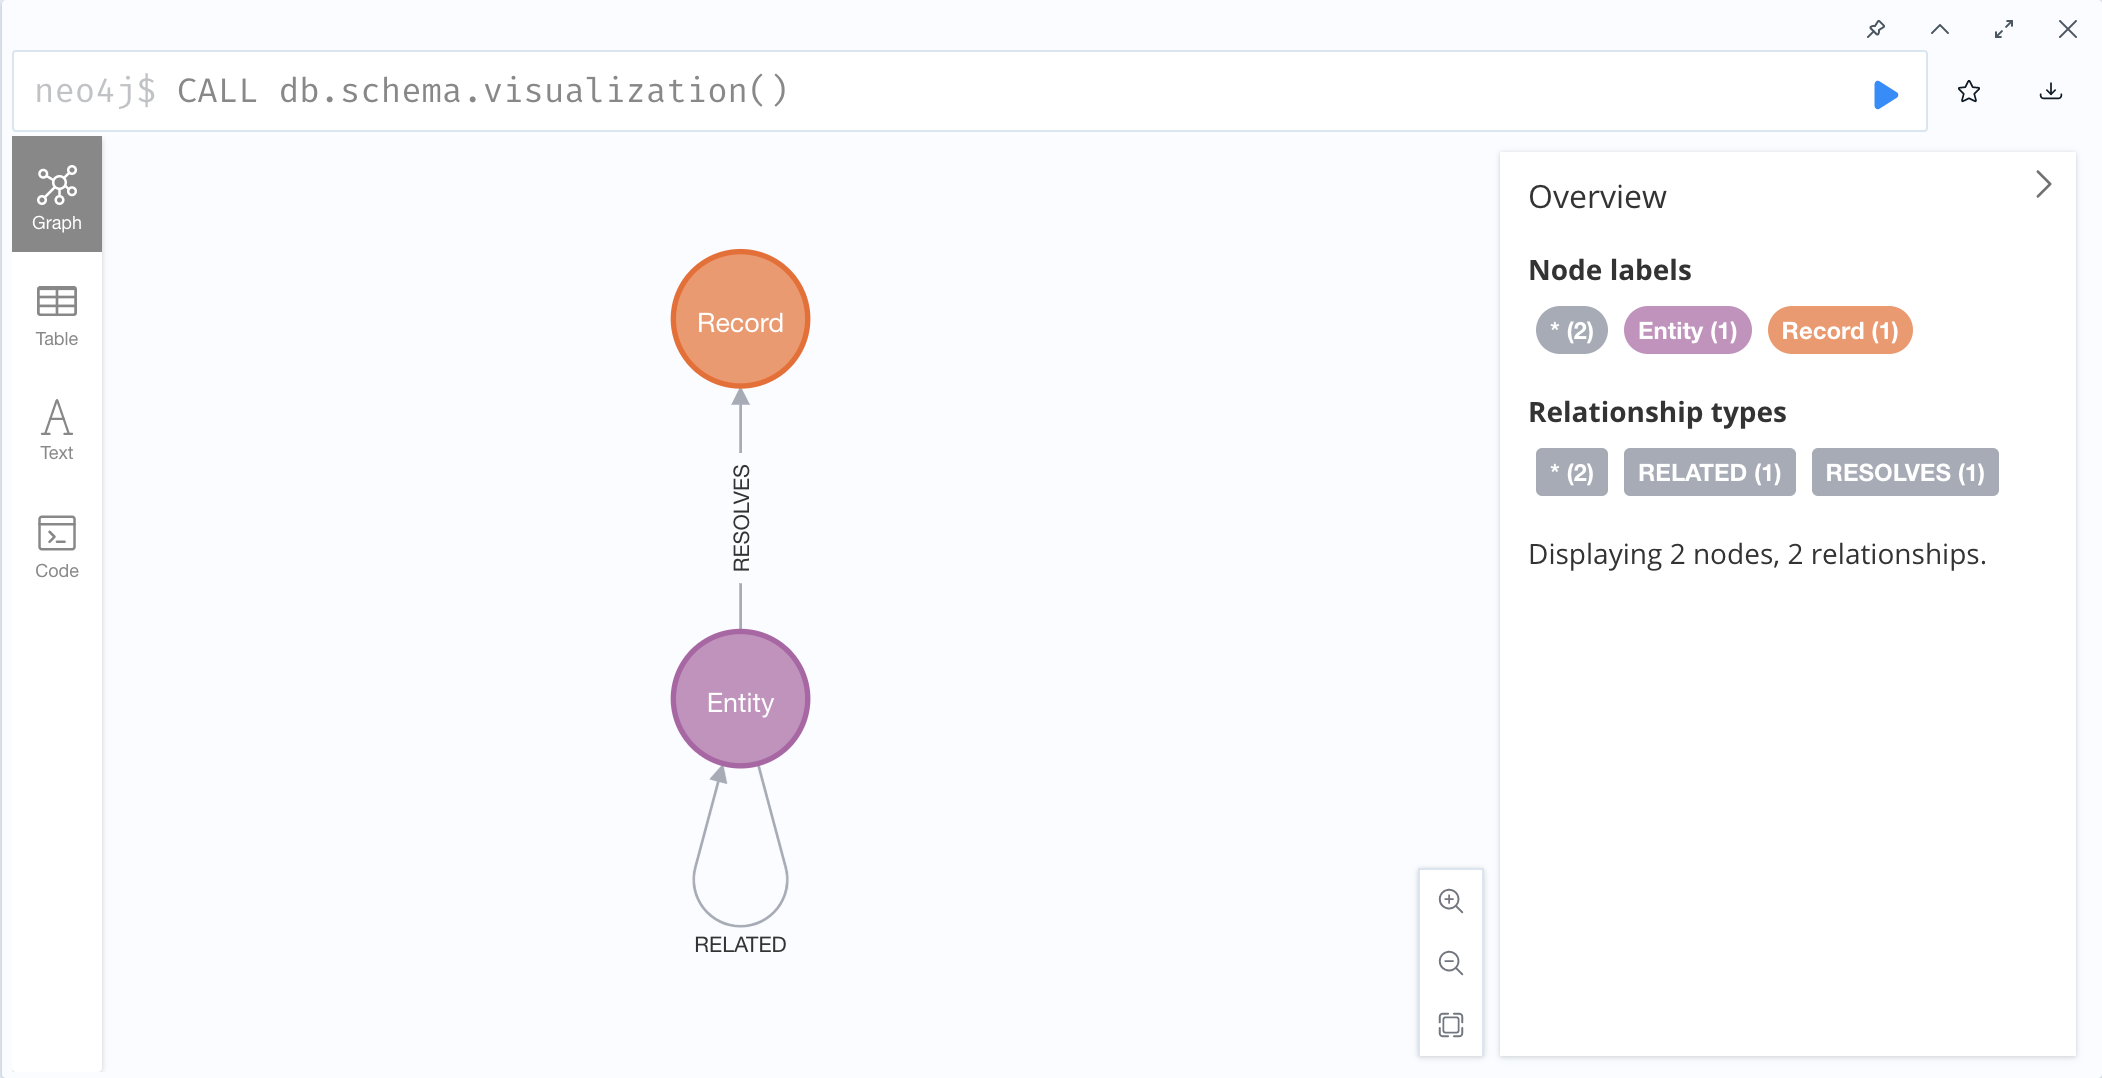 neo4j$ CALL db.schema.visualization()
Graph
Table
Text
Code
Record
RESOLVES
Entity
RELATED
Overview
Node labels
* (2) Entity (1) Record (1)
Relationship types
* (2) RELATED (1) RESOLVES (1)
Displaying 2 nodes, 2 relationships.